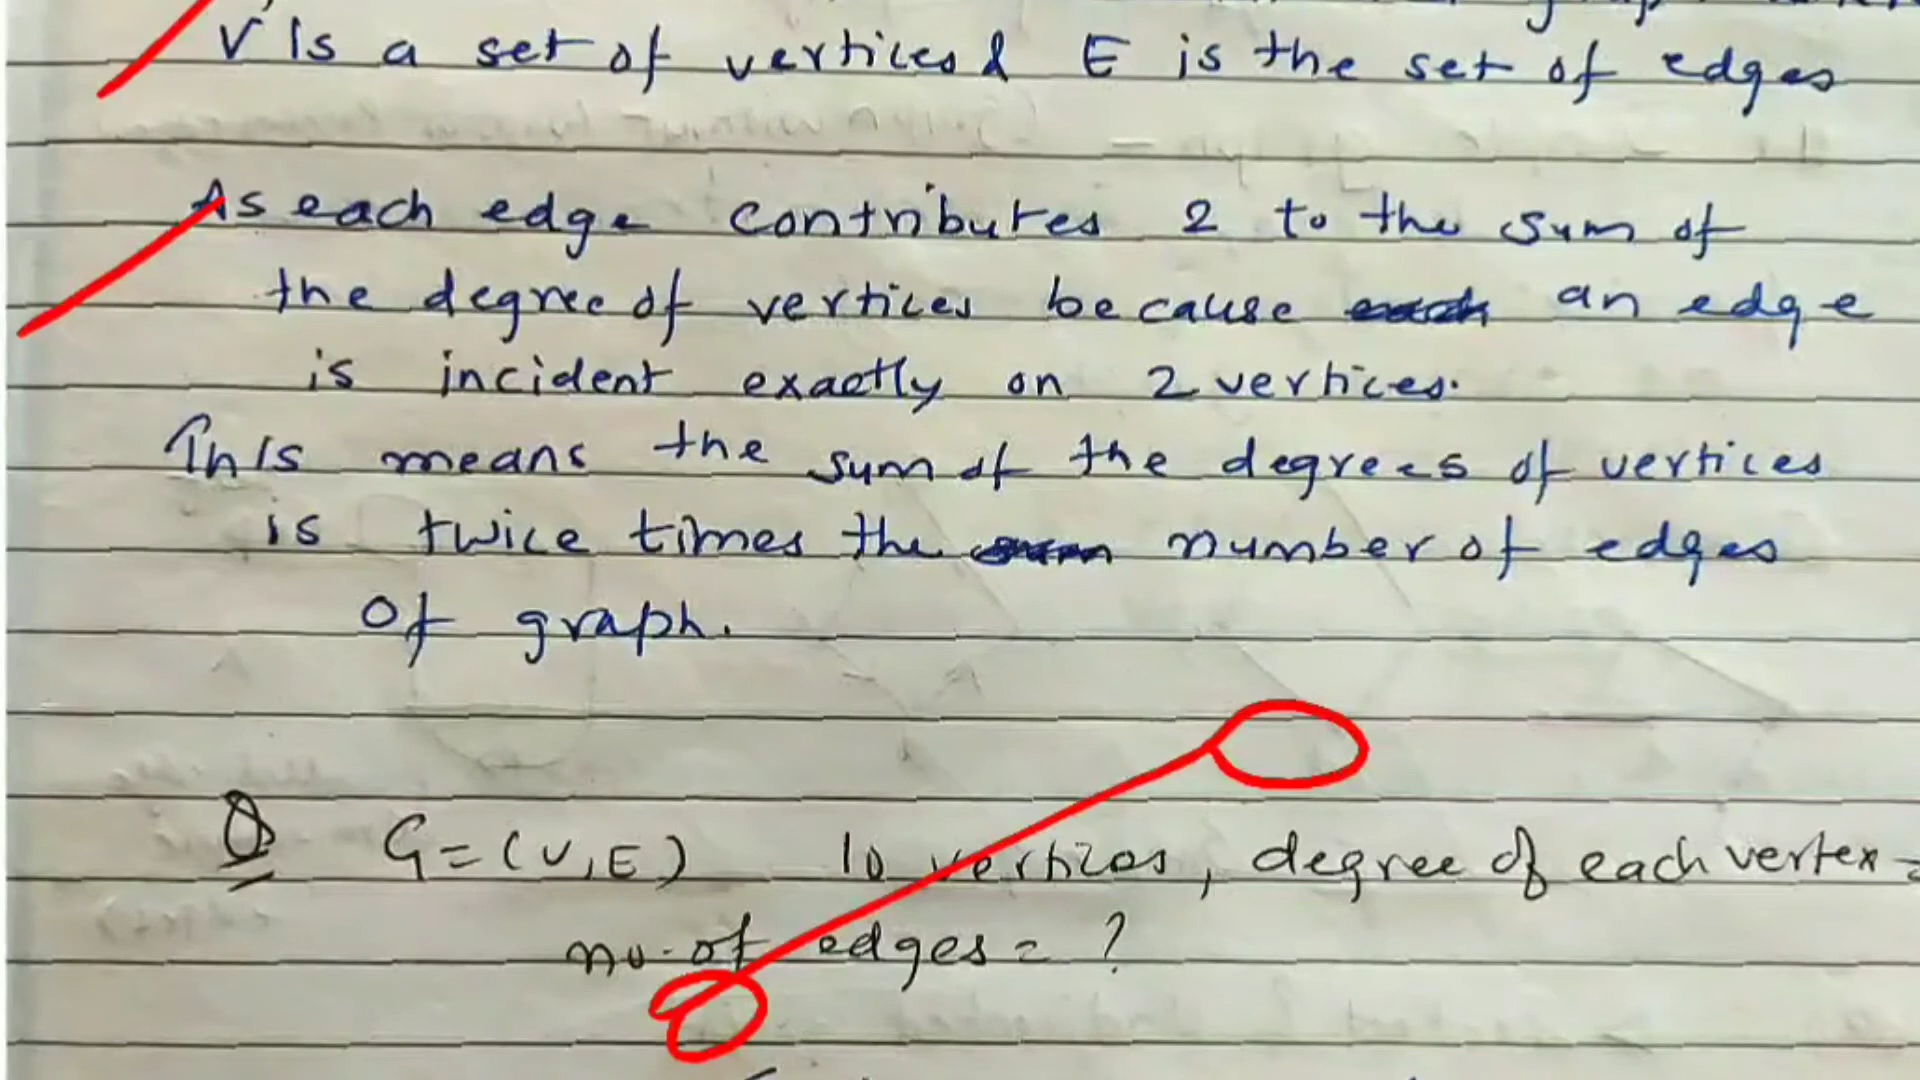 V is a set of vertices & E is the set of edges
As each edge contributes 2 to the sum of
the degree of vertices because an edge
is incident exactly on 2 vertices.
This means the sum of the degrees of vertices
is twice times the number of edges
of graph.
Q G=(V,E) 10 vertices, degree of each vertex =
no. of edges = ?